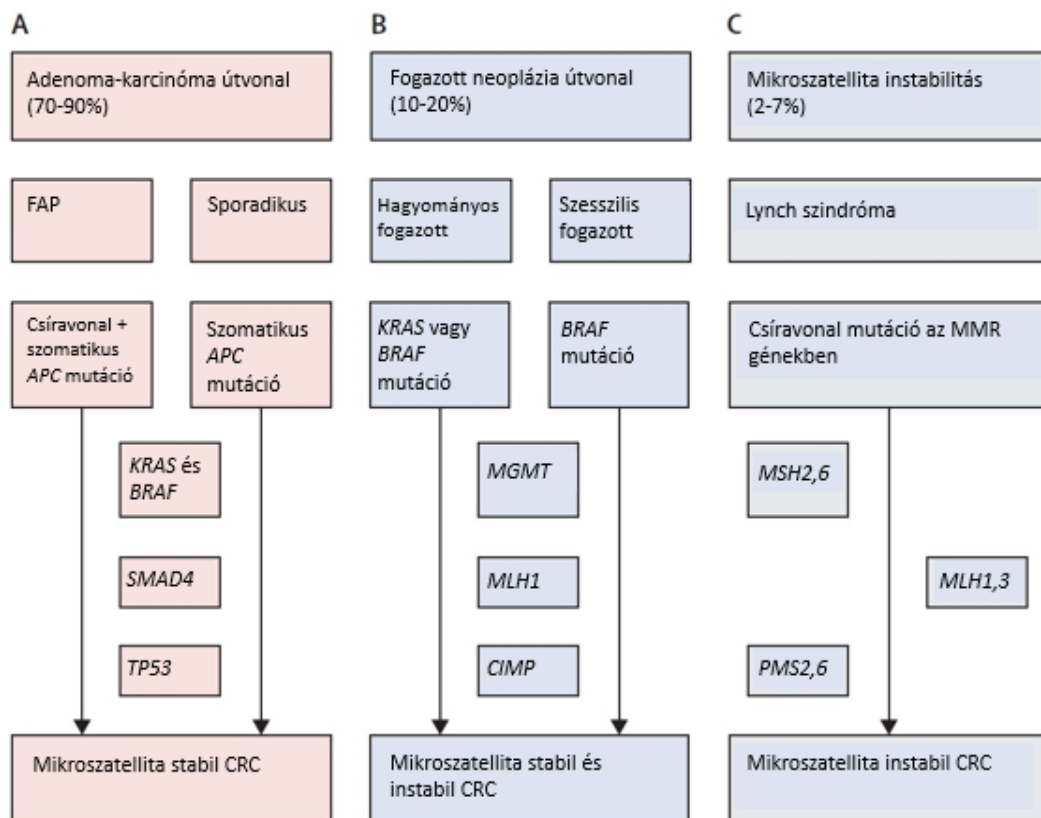 A
Adenoma-karcinóma útvonal
(70-90%)
FAP
Sporadikus
Csíravonal +
szomatikus
APC mutáció
Szomatikus
APC
mutáció
KRAS és
BRAF
SMAD4
TP53
Mikroszatellita stabil CRC
B
Fogazott neoplázia útvonal
(10-20%)
Hagyományos
fogazott
Szesszilis
fogazott
KRAS vagy
BRAF
mutáció
BRAF
mutáció
MGMT
MLH1
CIMP
Mikroszatellita stabil és
instabil CRC
C
Mikroszatellita instabilitás
(2-7%)
Lynch szindróma
Csíravonal mutáció az MMR
génekben
MSH2,6
MLH1,3
PMS2,6
Mikroszatellita instabil CRC